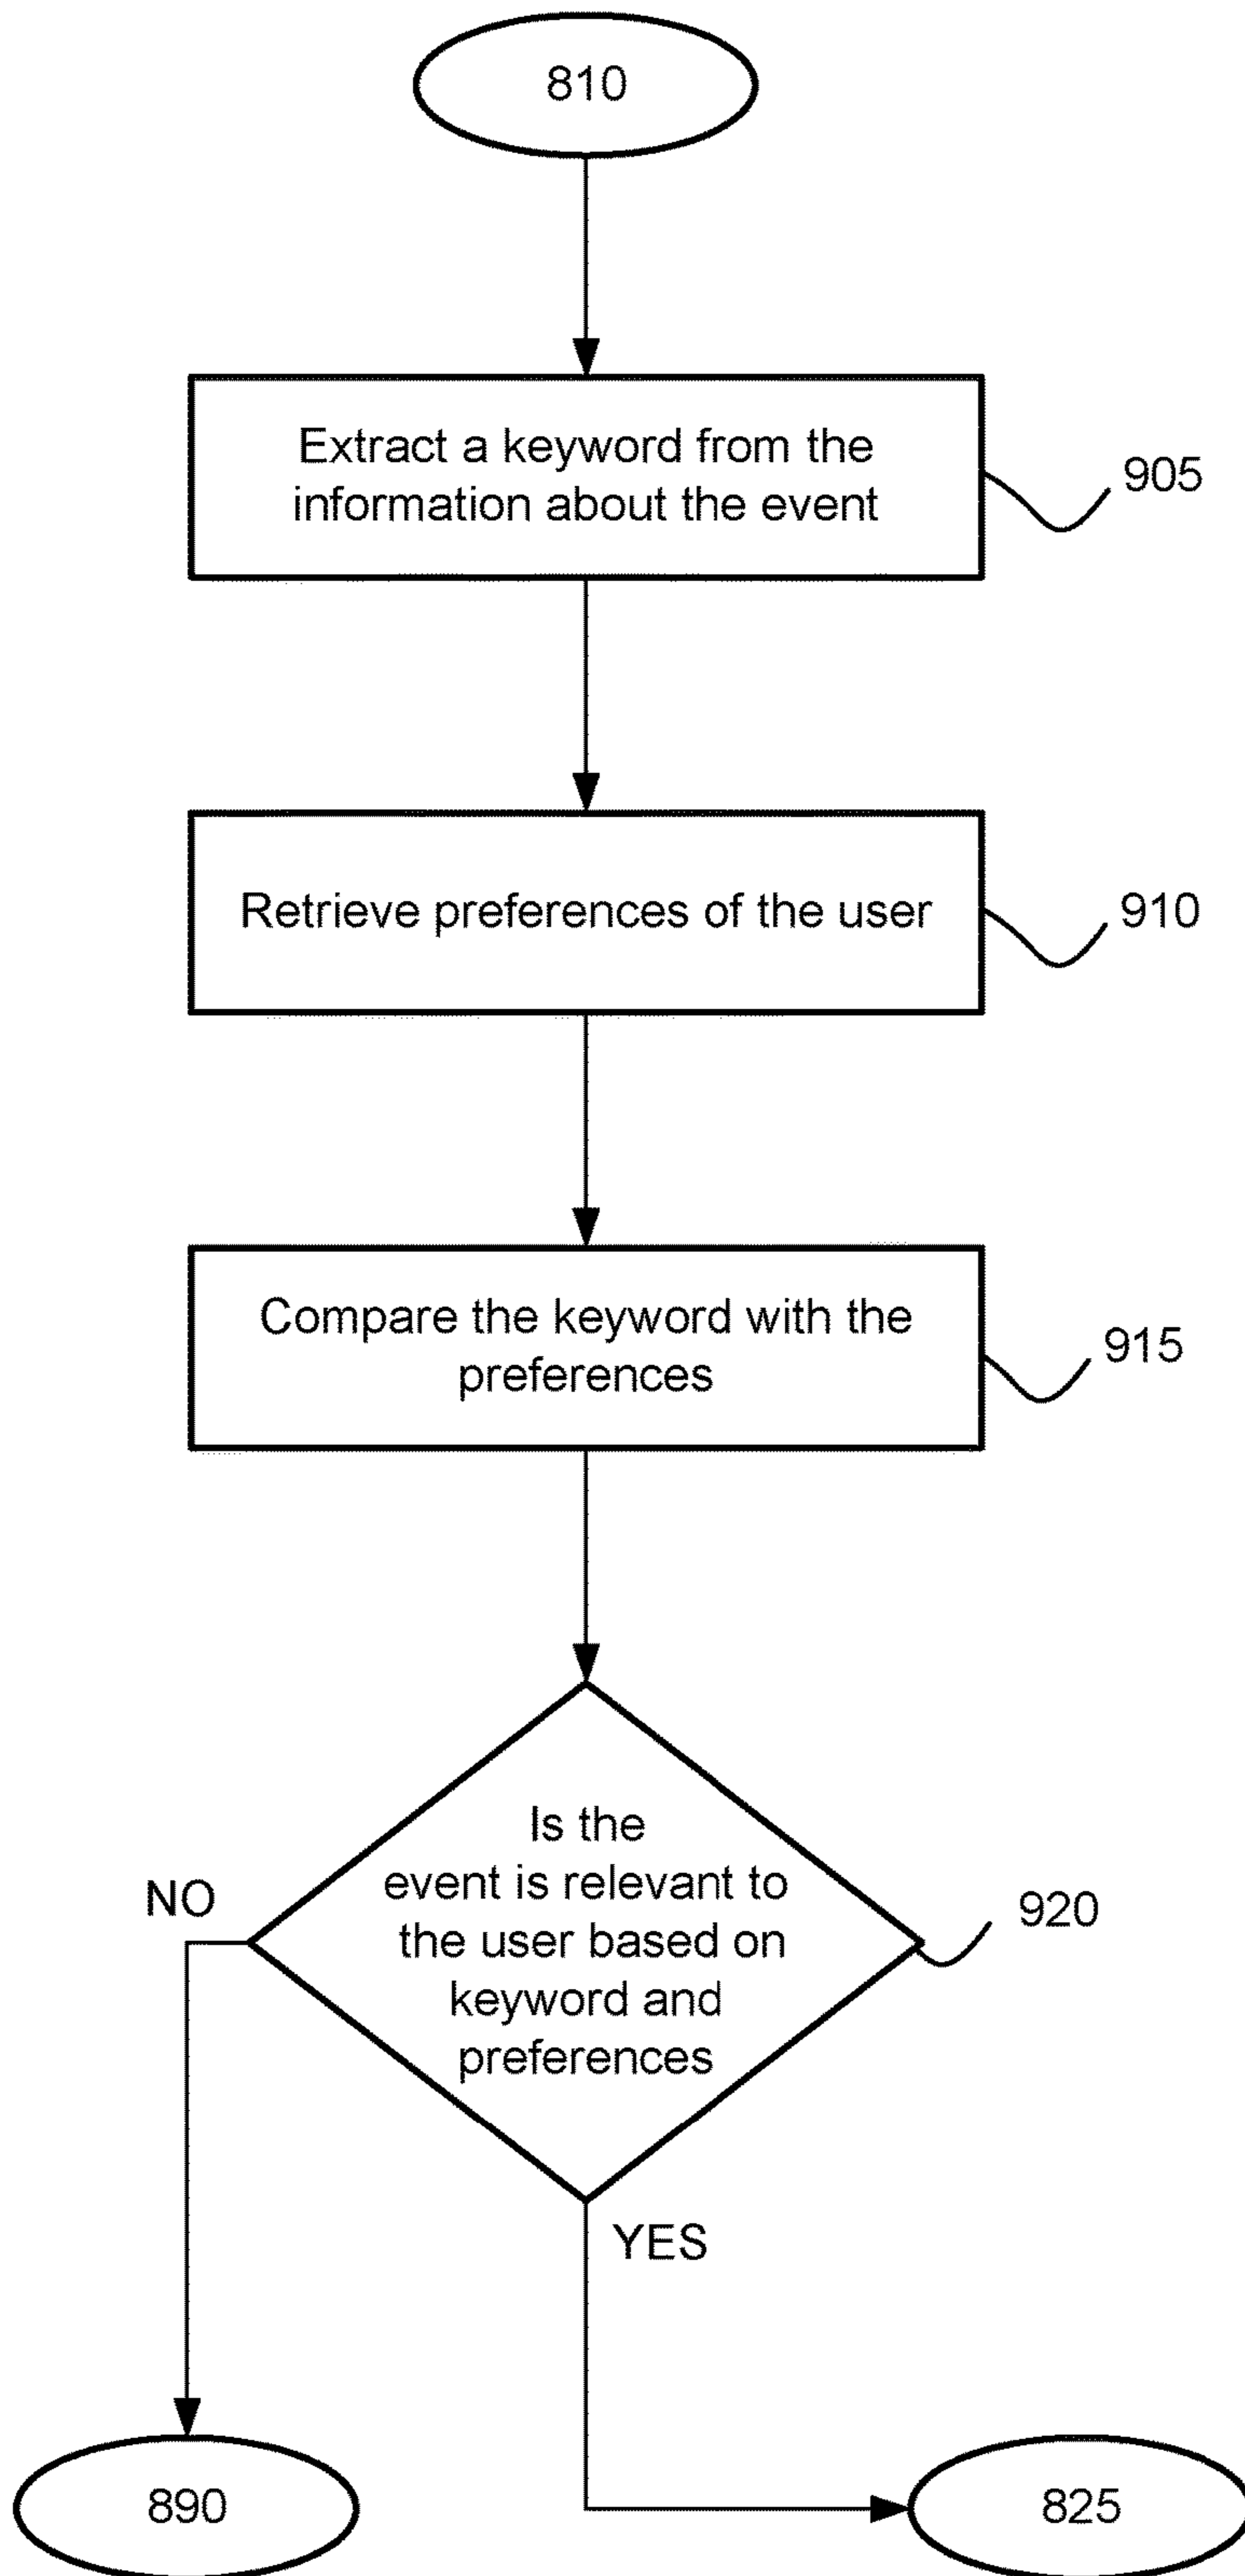 810
Extract a keyword from the
information about the event
905
Retrieve preferences of the user
910
Compare the keyword with the
preferences
915
Is the
event is relevant to
the user based on
keyword and
preferences
NO
920
YES
890
825